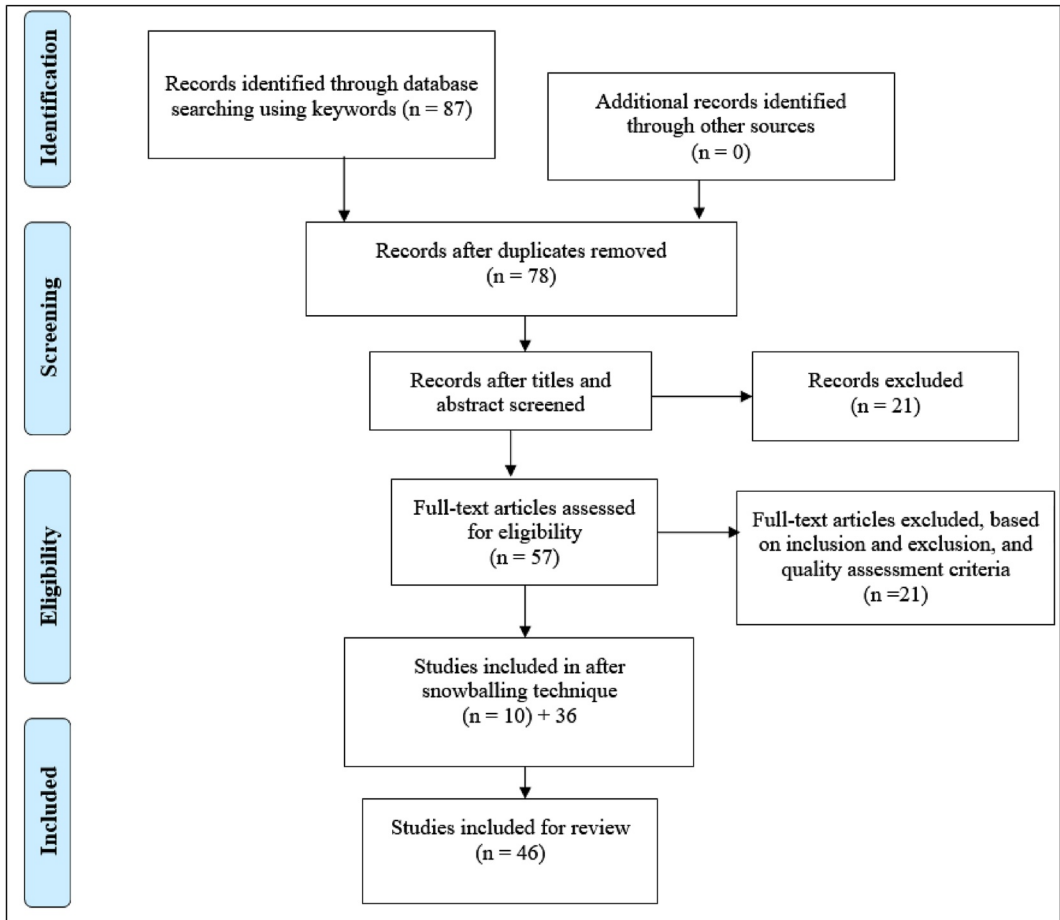 Identification
Records identified through database
searching using keywords (n = 87)
Additional records identified
through other sources
(n = 0)
Screening
Records after duplicates removed
(n = 78)
Records after titles and
abstract screened
Records excluded
(n = 21)
Eligibility
Full-text articles assessed
for eligibility
(n = 57)
Full-text articles excluded, based
on inclusion and exclusion, and
quality assessment criteria
(n =21)
Studies included in after
snowballing technique
(n = 10) + 36
Included
Studies included for review
(n = 46)